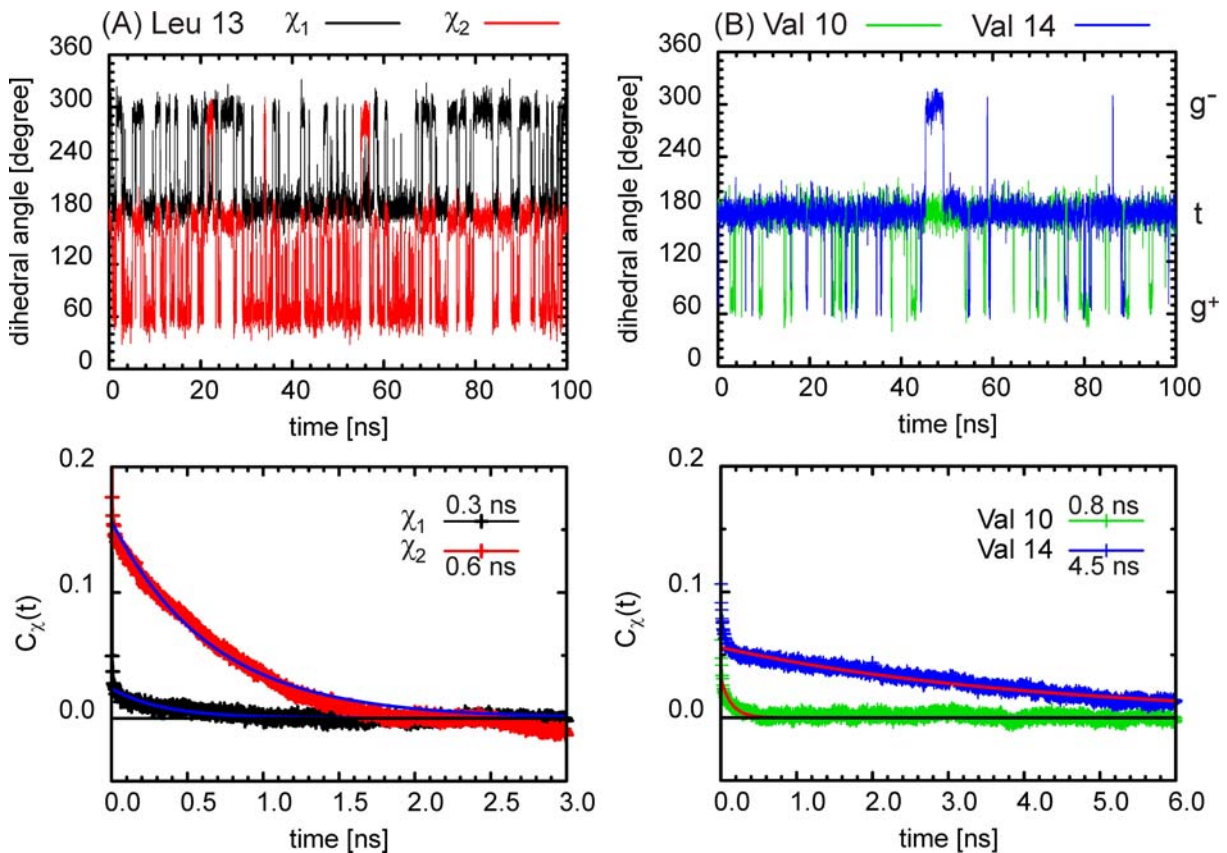 (A) Leu 13 χ1 χ2
360
300
240
180
120
60
0
dihedral angle [degree]
0 20 40 60 80 100
time [ns]
(B) Val 10 Val 14
360
300
240
180
120
60
0
dihedral angle [degree]
g−
t
g+
0 20 40 60 80 100
time [ns]
0.2
0.1
0.0
Cχ(t)
0.3 ns
χ1
χ2
0.6 ns
0.0 0.5 1.0 1.5 2.0 2.5 3.0
time [ns]
0.2
0.1
0.0
Cχ(t)
0.8 ns
Val 10
Val 14
4.5 ns
0.0 1.0 2.0 3.0 4.0 5.0 6.0
time [ns]